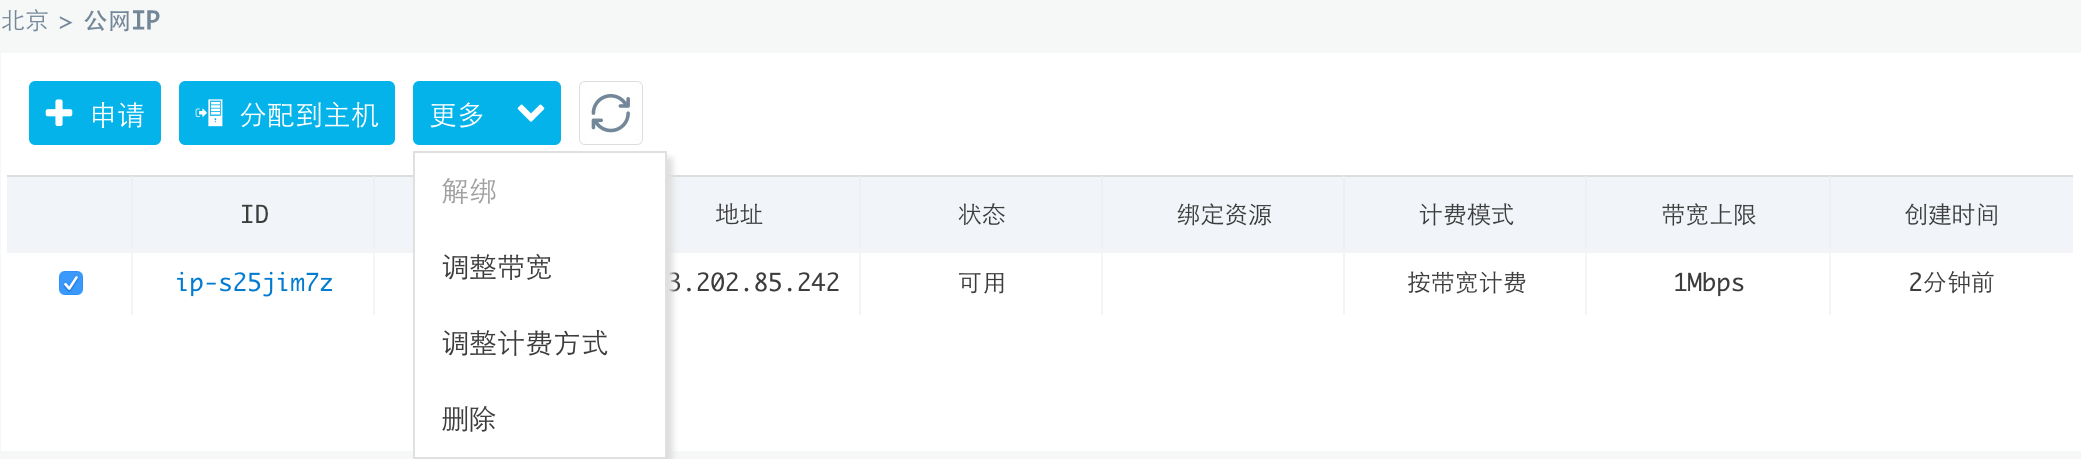 北京 > 公网IP
申请 分配到主机 更多
解绑
调整带宽
调整计费方式
删除
ID 地址 状态 绑定资源 计费模式 带宽上限 创建时间
ip-s25jim7z 3.202.85.242 可用 按带宽计费 1Mbps 2分钟前